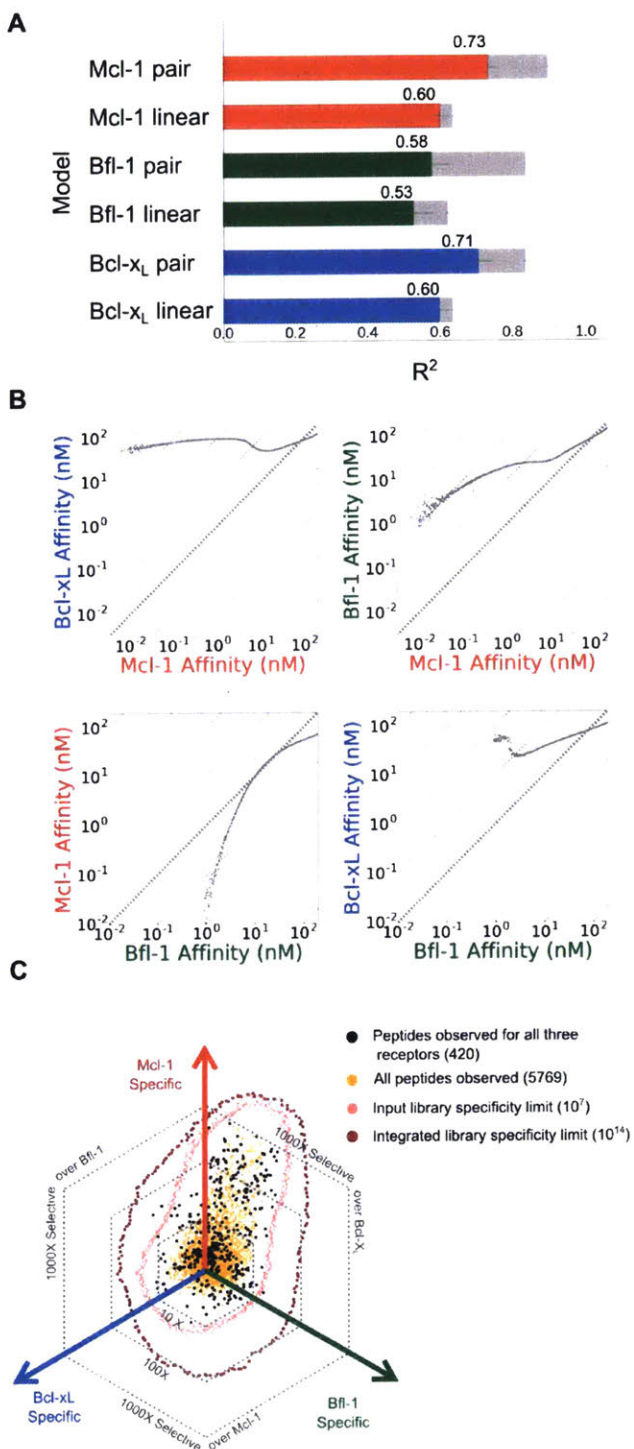 A
Model
Mcl-1 pair
0.73
Mcl-1 linear
0.60
Bfl-1 pair
0.58
Bfl-1 linear
0.53
Bcl-xL pair
0.71
Bcl-xL linear
0.60
0.0 0.2 0.4 0.6 0.8 1.0
R²
B
Bcl-xL Affinity (nM)
10² 10¹ 10⁰ 10⁻¹ 10⁻²
10⁻² 10⁻¹ 10⁰ 10¹ 10²
Mcl-1 Affinity (nM)
Bfl-1 Affinity (nM)
10² 10¹ 10⁰ 10⁻¹ 10⁻²
10⁻² 10⁻¹ 10⁰ 10¹ 10²
Mcl-1 Affinity (nM)
Mcl-1 Affinity (nM)
10² 10¹ 10⁰ 10⁻¹ 10⁻²
10⁻² 10⁻¹ 10⁰ 10¹ 10²
Bfl-1 Affinity (nM)
Bcl-xL Affinity (nM)
10² 10¹ 10⁰ 10⁻¹ 10⁻²
10⁻² 10⁻¹ 10⁰ 10¹ 10²
Bfl-1 Affinity (nM)
C
Peptides observed for all three
receptors (420)
All peptides observed (5769)
Input library specificity limit (10⁷)
Integrated library specificity limit (10¹⁴)
Mcl-1
Specific
1000X Selective
over Bfl-1
1000X Selective
over Bcl-X
10 X
100X
1000X Selective
over Mcl-1
Bcl-xL
Specific
Bfl-1
Specific